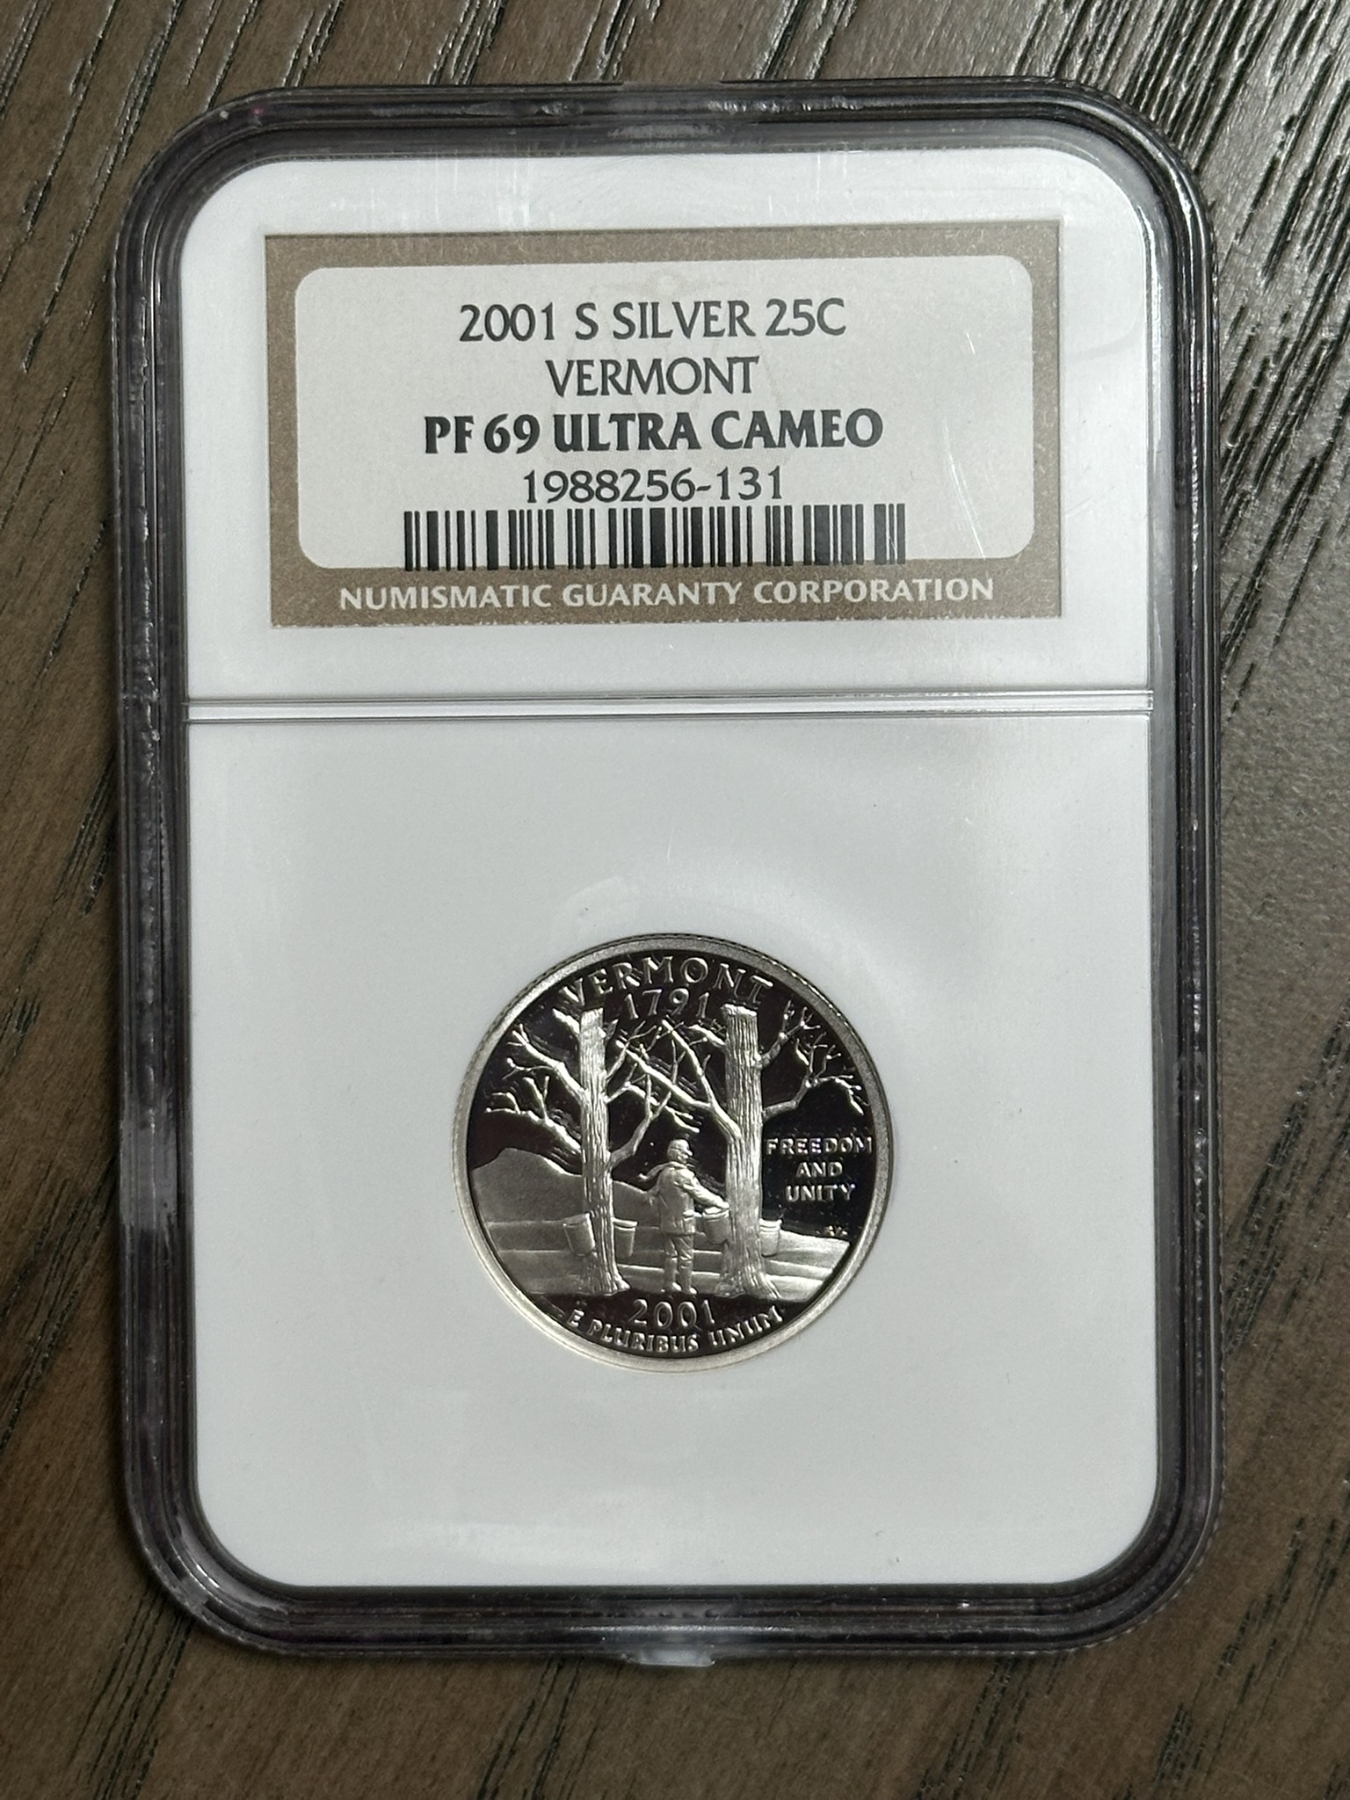 2001 S SILVER 25C
VERMONT
PF 69 ULTRA CAMEO
1988256-131
NUMISMATIC GUARANTY CORPORATION
VERMONT
1791
FREEDOM
AND
UNITY
2001
E PLURIBUS UNUM